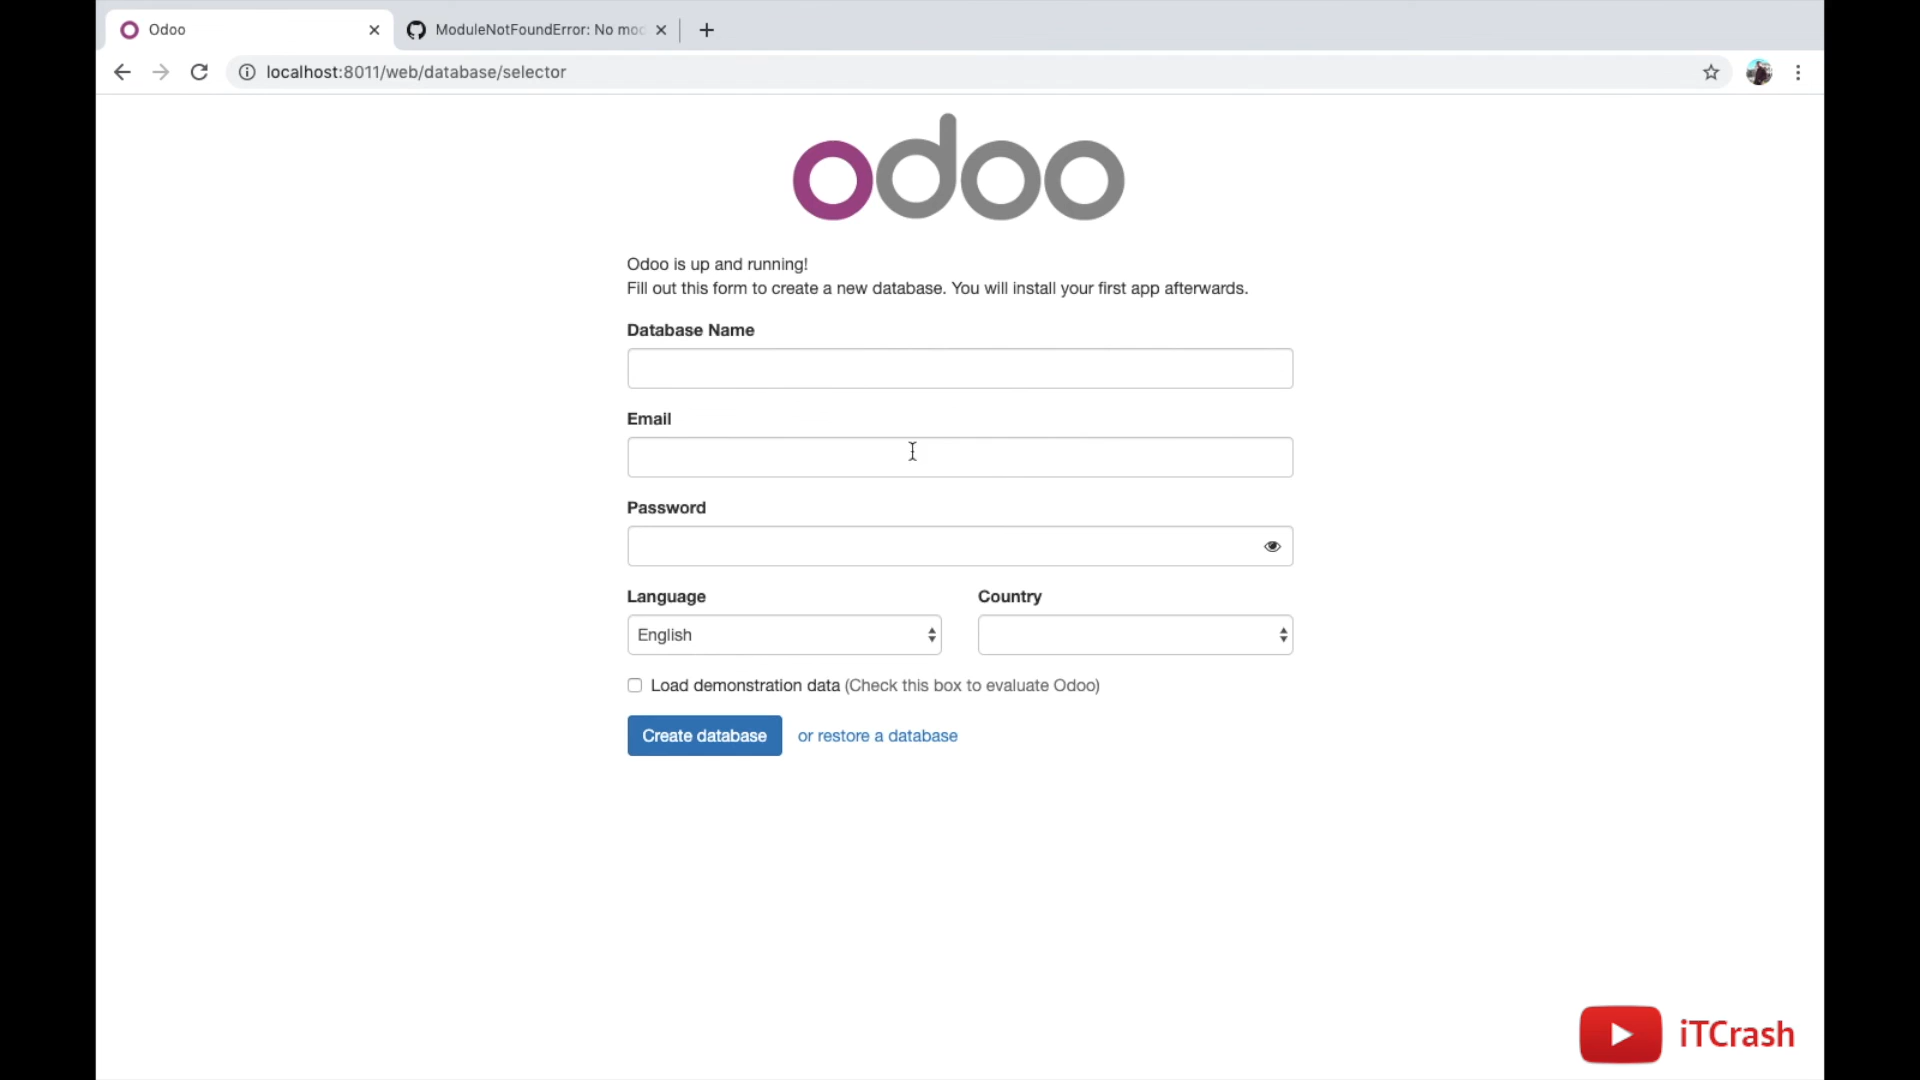 Odoo
ModuleNotFoundError: No mod
localhost:8011/web/database/selector
odoo
Odoo is up and running!
Fill out this form to create a new database. You will install your first app afterwards.
Database Name
Email
Password
Language Country
English
Load demonstration data (Check this box to evaluate Odoo)
Create database or restore a database
iTCrash